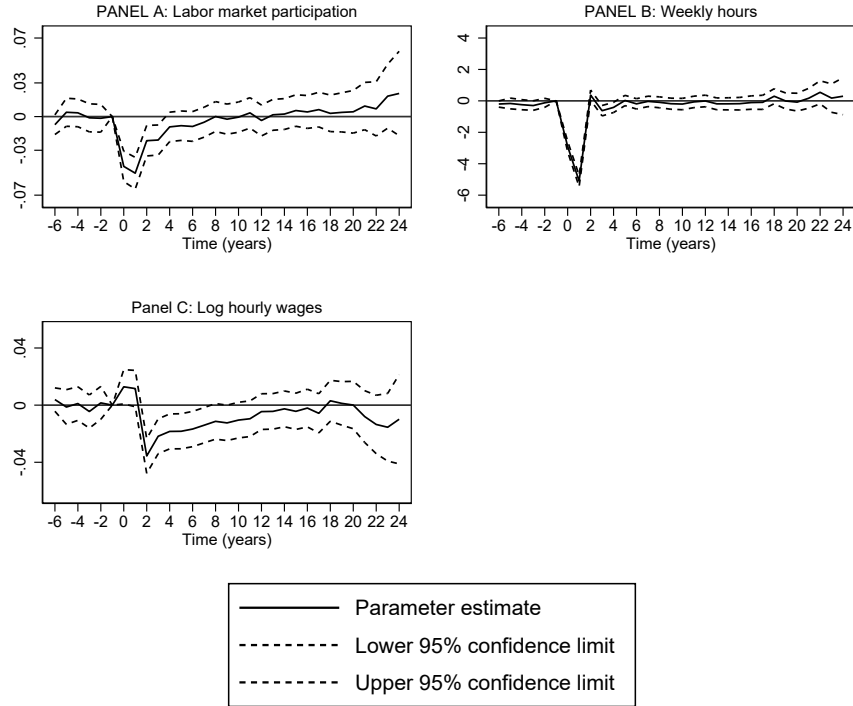 PANEL A: Labor market participation
.07
.03
0
-.03
-.07
-6 -4 -2 0 2 4 6 8 10 12 14 16 18 20 22 24
Time (years)
PANEL B: Weekly hours
4
2
0
-2
-4
-6
-6 -4 -2 0 2 4 6 8 10 12 14 16 18 20 22 24
Time (years)
Panel C: Log hourly wages
.04
0
-.04
-6 -4 -2 0 2 4 6 8 10 12 14 16 18 20 22 24
Time (years)
Parameter estimate
Lower 95% confidence limit
Upper 95% confidence limit